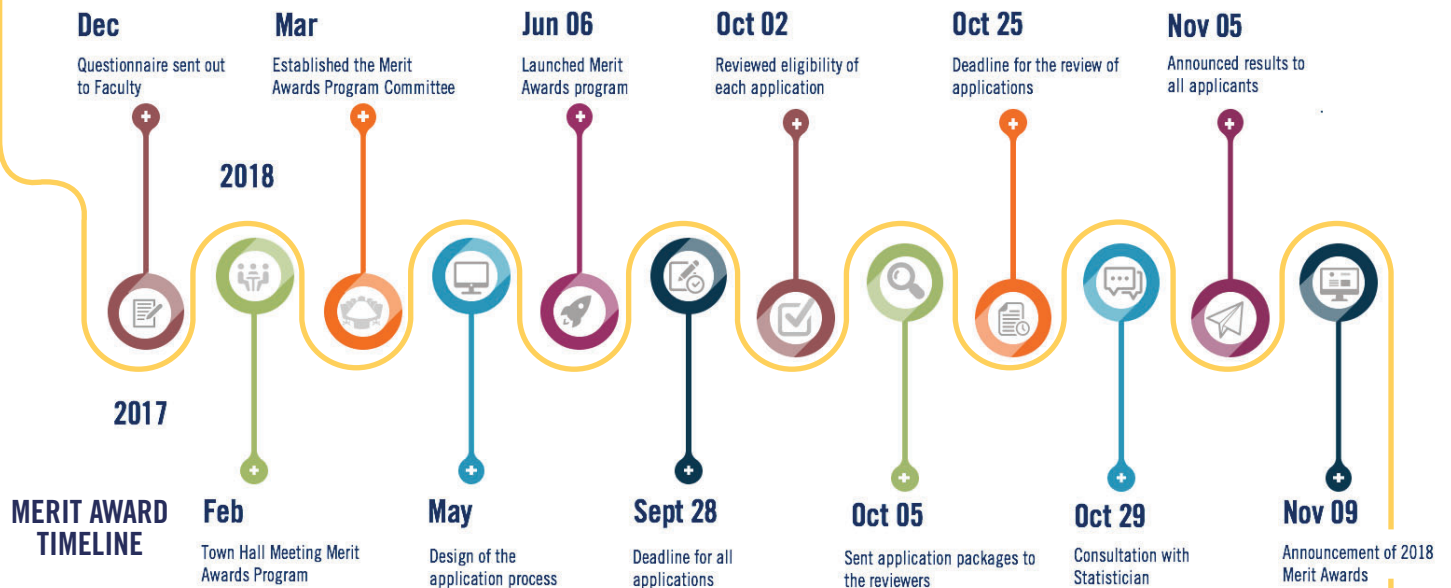 Dec
Questionnaire sent out
to Faculty
Mar
Established the Merit
Awards Program Committee
Jun 06
Launched Merit
Awards program
Oct 02
Reviewed eligibility of
each application
Oct 25
Deadline for the review of
applications
Nov 05
Announced results to
all applicants
2018
2017
MERIT AWARD
TIMELINE
Feb
Town Hall Meeting Merit
Awards Program
May
Design of the
application process
Sept 28
Deadline for all
applications
Oct 05
Sent application packages to
the reviewers
Oct 29
Consultation with
Statistician
Nov 09
Announcement of 2018
Merit Awards